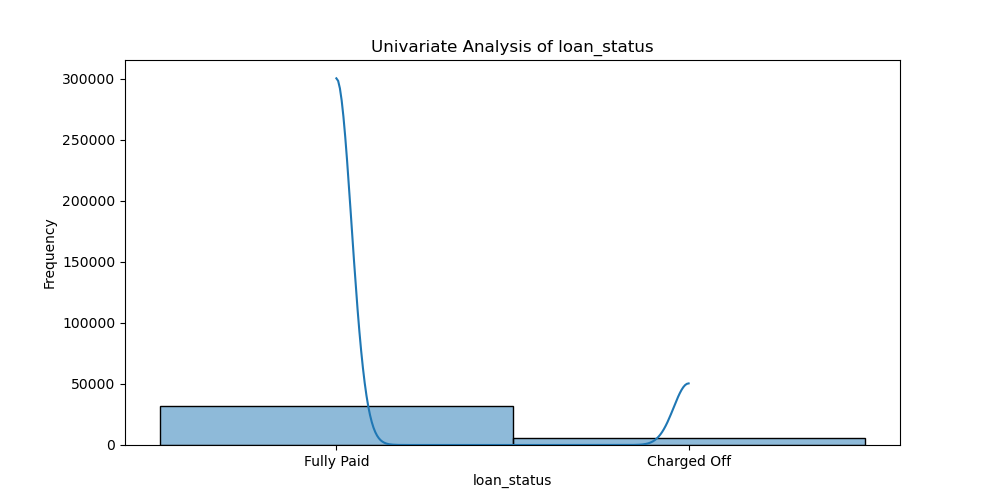 Univariate Analysis of loan_status
300000
250000
200000
150000
100000
50000
0
Frequency
Fully Paid
Charged Off
loan_status